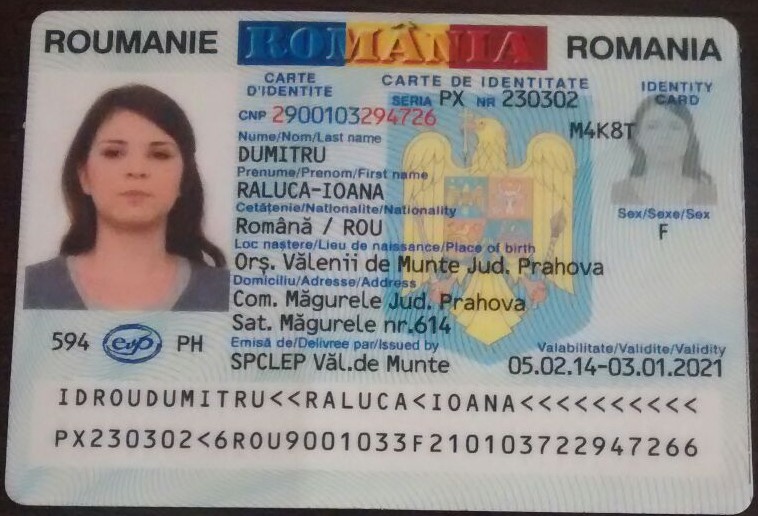 ROUMANIE ROMÂNIA ROMANIA
CARTE D'IDENTITE CARTE DE IDENTITATE IDENTITY CARD
SERIA PX NR 230302
CNP 2900103294726
M4K8T
Nume/Nom/Last name
DUMITRU
Prenume/Prenom/First name
RALUCA-IOANA
Cetăţenie/Nationalite/Nationality
Română / ROU
Sex/Sexe/Sex
F
Loc naştere/Lieu de naissance/Place of birth
Orş. Vălenii de Munte Jud. Prahova
Domiciliu/Adresse/Address
Com. Măgurele Jud. Prahova
Sat. Măgurele nr.614
594 evp PH
Emisă de/Delivree par/Issued by
SPCLEP Văl.de Munte
Valabilitate/Validite/Validity
05.02.14-03.01.2021
IDROUDUMITRU<<RALUCA<IOANA<<<<<<<<<<
PX230302<6ROU9001033F210103722947266